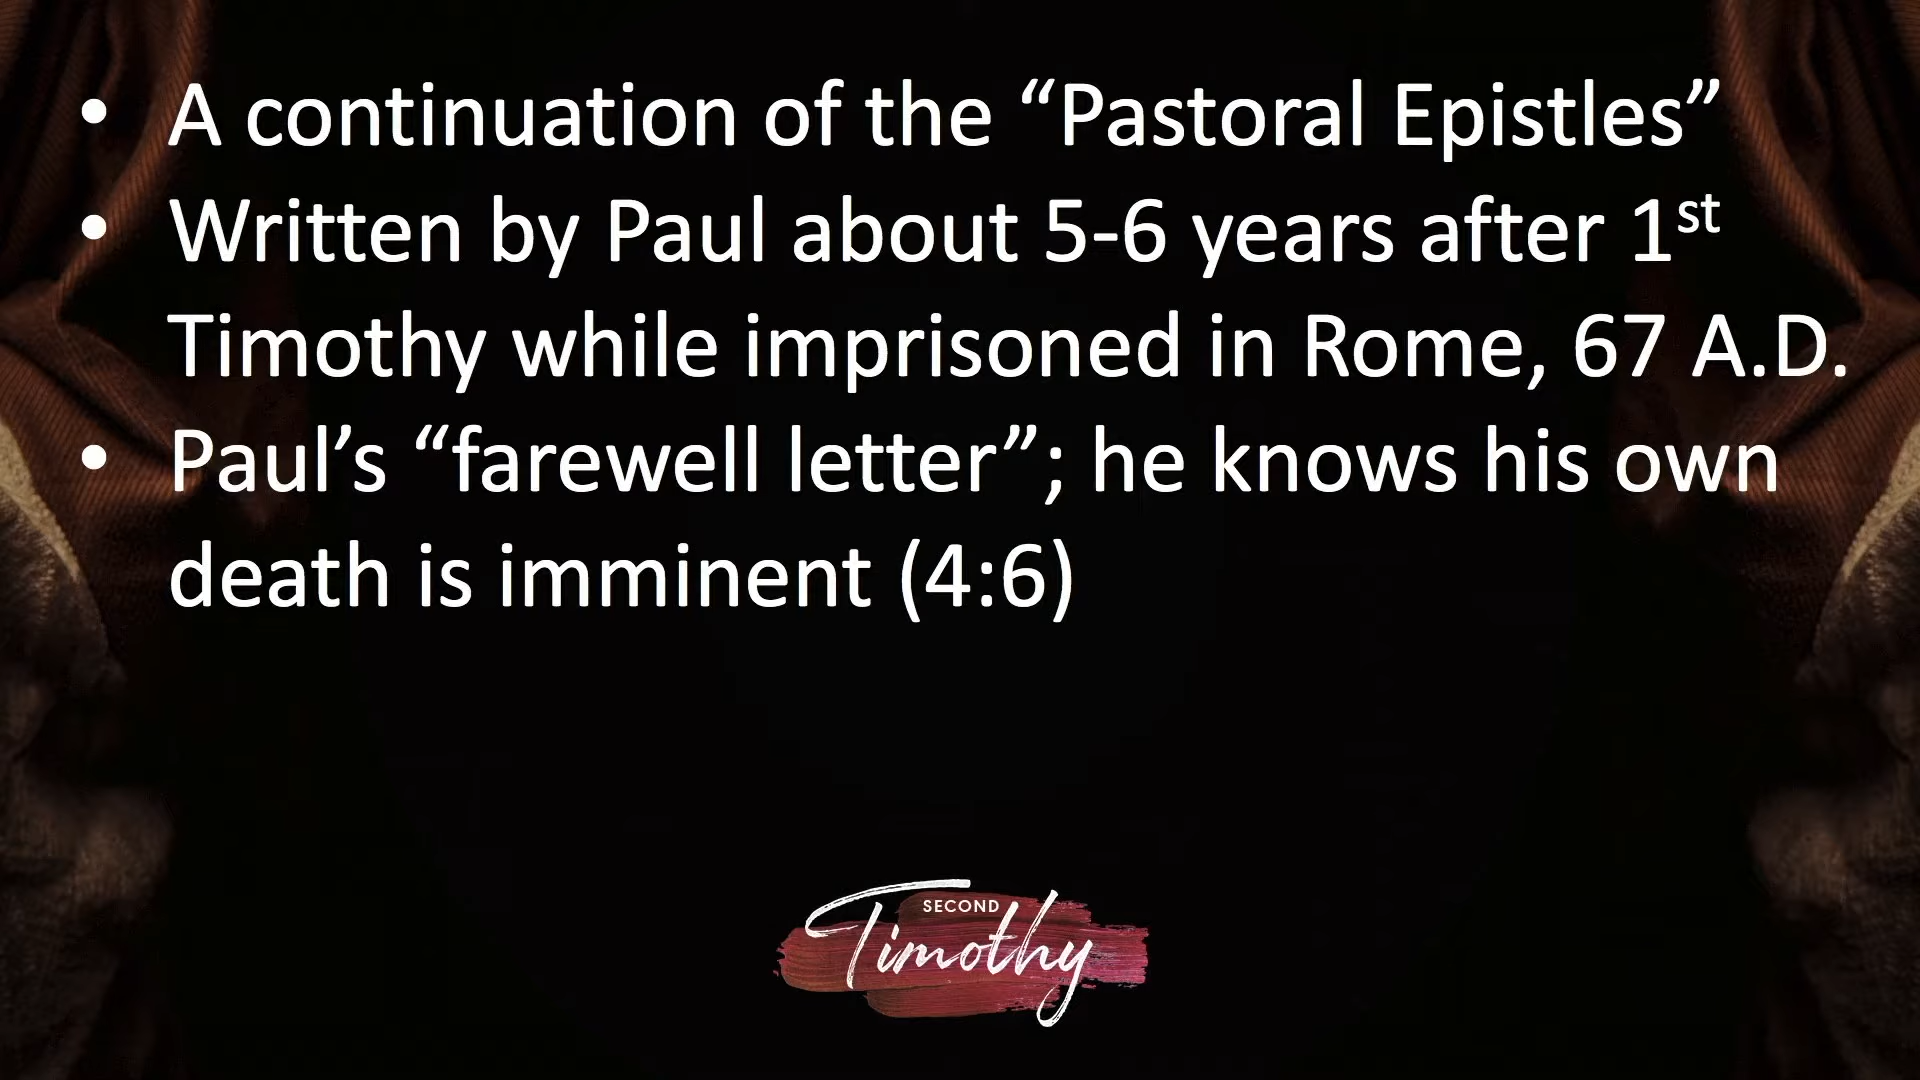 • A continuation of the “Pastoral Epistles”
• Written by Paul about 5-6 years after 1st
Timothy while imprisoned in Rome, 67 A.D.
• Paul’s “farewell letter”; he knows his own
death is imminent (4:6)
SECOND
Timothy